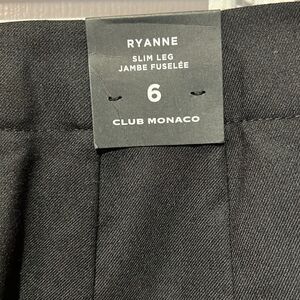 RYANNE
SLIM LEG
JAMBE FUSELÉE
6
CLUB MONACO